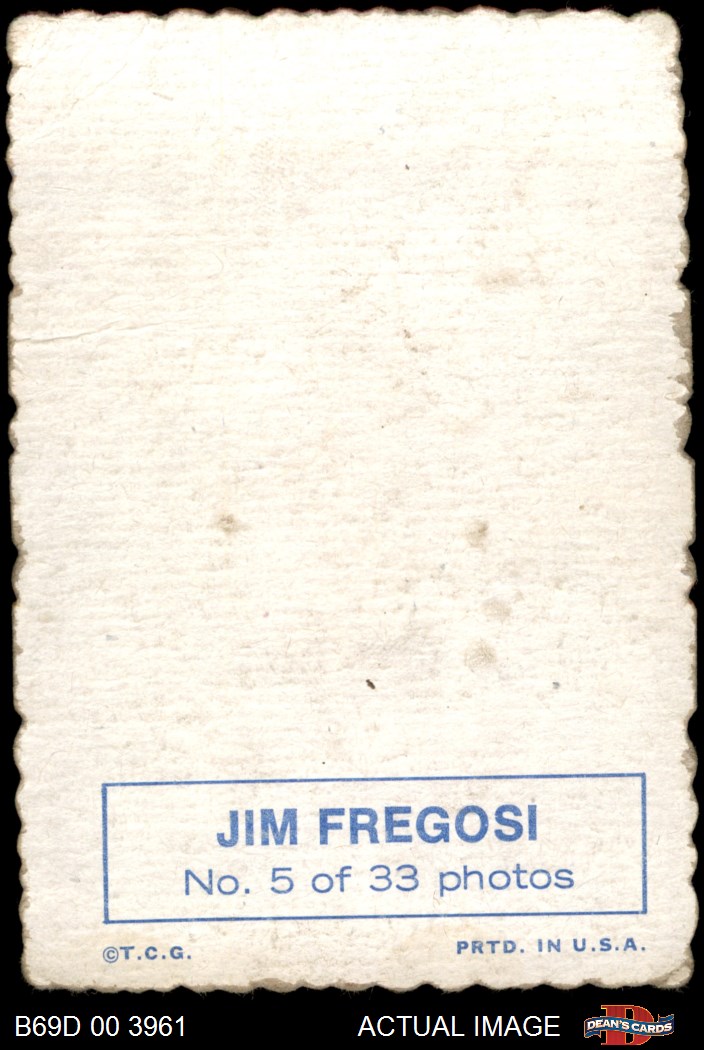 JIM FREGOSI
No. 5 of 33 photos
©T.C.G.
PRTD. IN U.S.A.
B69D 00 3961
ACTUAL IMAGE
DEAN'S CARDS